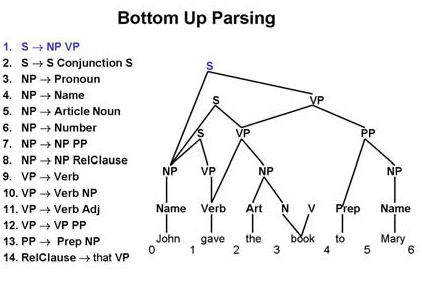 Bottom Up Parsing
1. S → NP VP
2. S → S Conjunction S
3. NP → Pronoun
4. NP → Name
5. NP → Article Noun
6. NP → Number
7. NP → NP PP
8. NP → NP RelClause
9. VP → Verb
10. VP → Verb NP
11. VP → Verb Adj
12. VP → VP PP
13. PP → Prep NP
14. RelClause → that VP
S
S VP
S VP PP
NP VP NP NP
Name Verb Art N V Prep Name
John gave the book to Mary
0 1 2 3 4 5 6